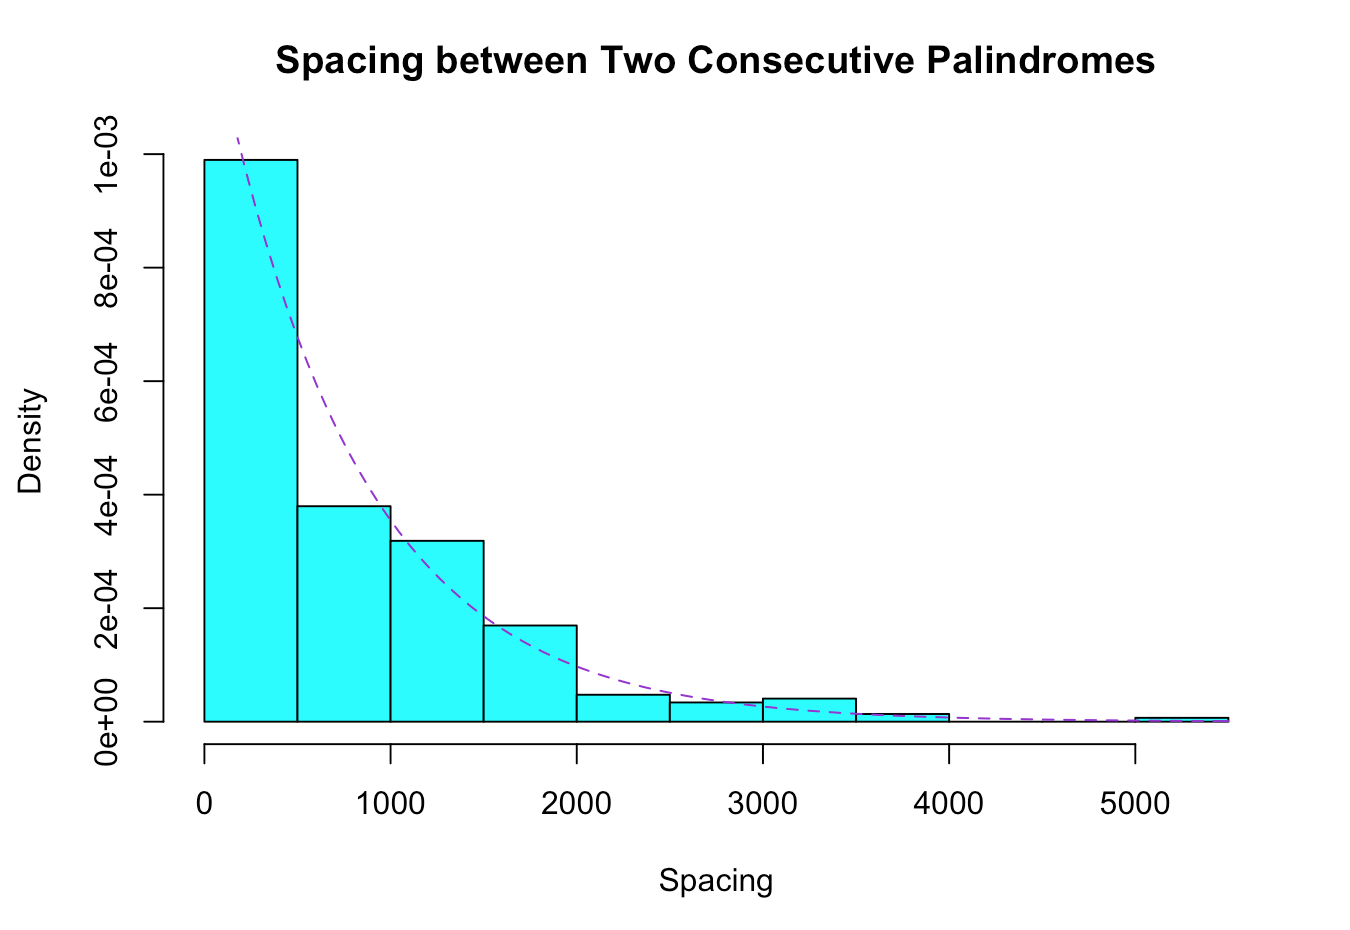 Spacing between Two Consecutive Palindromes
1e-03
8e-04
6e-04
4e-04
2e-04
0e+00
Density
0 1000 2000 3000 4000 5000
Spacing